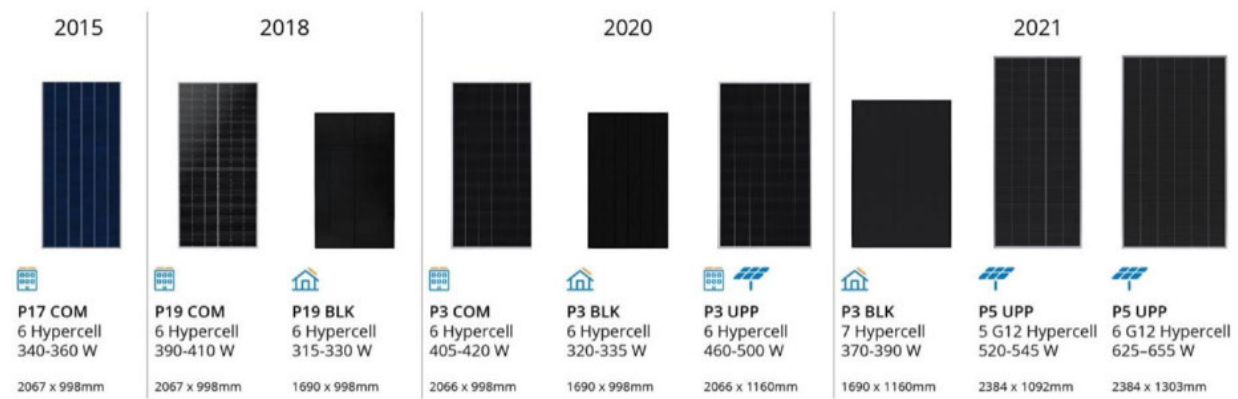 2015
2018
2020
2021
P17 COM
6 Hypercell
340-360 W
2067 x 998mm
P19 COM
6 Hypercell
390-410 W
2067 x 998mm
P19 BLK
6 Hypercell
315-330 W
1690 x 998mm
P3 COM
6 Hypercell
405-420 W
2066 x 998mm
P3 BLK
6 Hypercell
320-335 W
1690 x 998mm
P3 UPP
6 Hypercell
460-500 W
2066 x 1160mm
P3 BLK
7 Hypercell
370-390 W
1690 x 1160mm
P5 UPP
5 G12 Hypercell
520-545 W
2384 x 1092mm
P5 UPP
6 G12 Hypercell
625–655 W
2384 x 1303mm